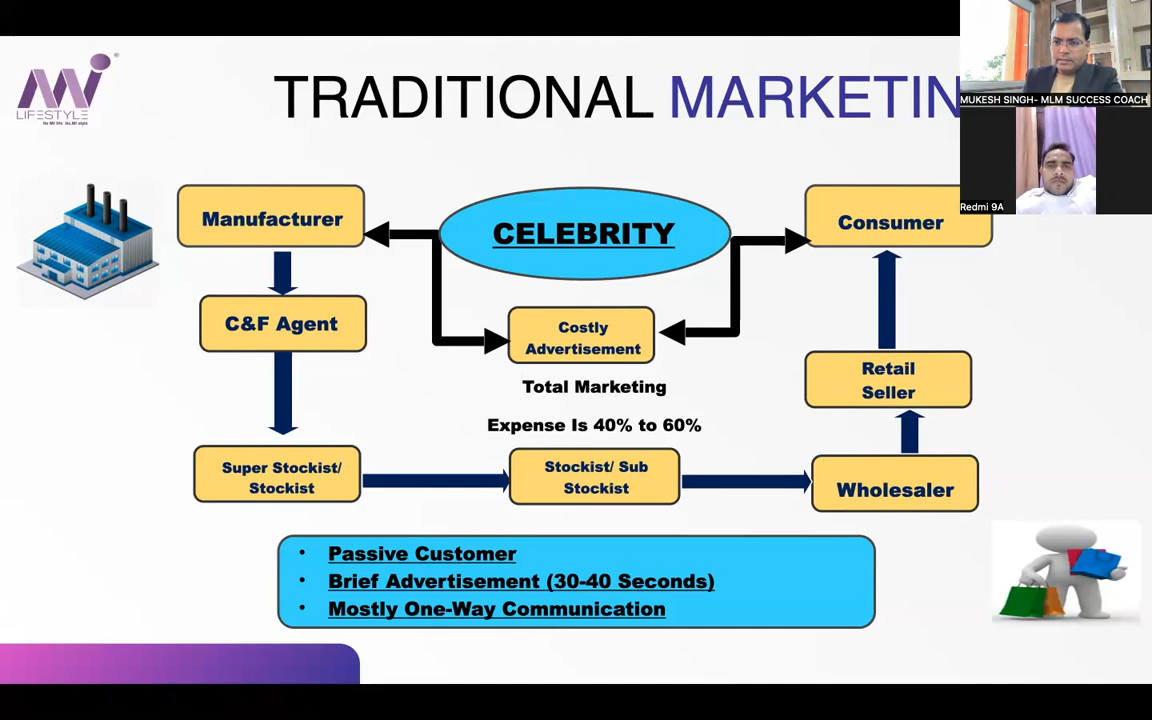 MI
LIFESTYLE
TRADITIONAL MARKETIN
MUKESH SINGH- MLM SUCCESS COACH
Redmi 9A
Manufacturer
CELEBRITY
Consumer
C&F Agent
Costly
Advertisement
Total Marketing
Expense Is 40% to 60%
Retail
Seller
Super Stockist/
Stockist
Stockist/ Sub
Stockist
Wholesaler
• Passive Customer
• Brief Advertisement (30-40 Seconds)
• Mostly One-Way Communication